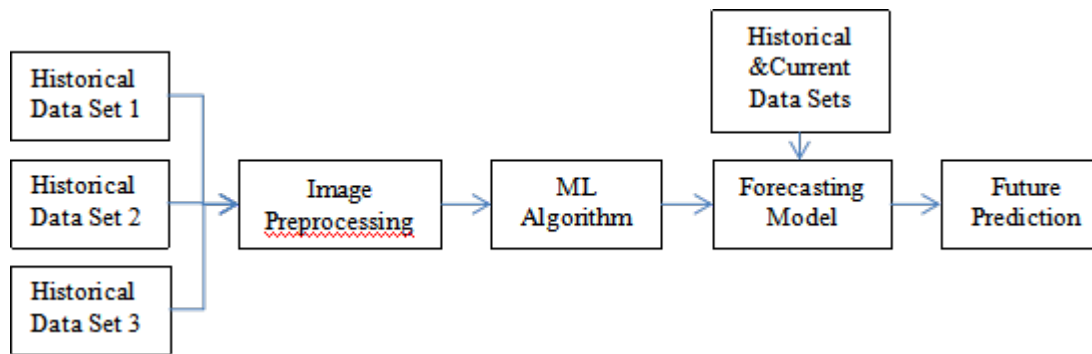 Historical
Data Set 1
Historical
Data Set 2
Historical
Data Set 3
Image
Preprocessing
ML
Algorithm
Historical
&Current
Data Sets
Forecasting
Model
Future
Prediction